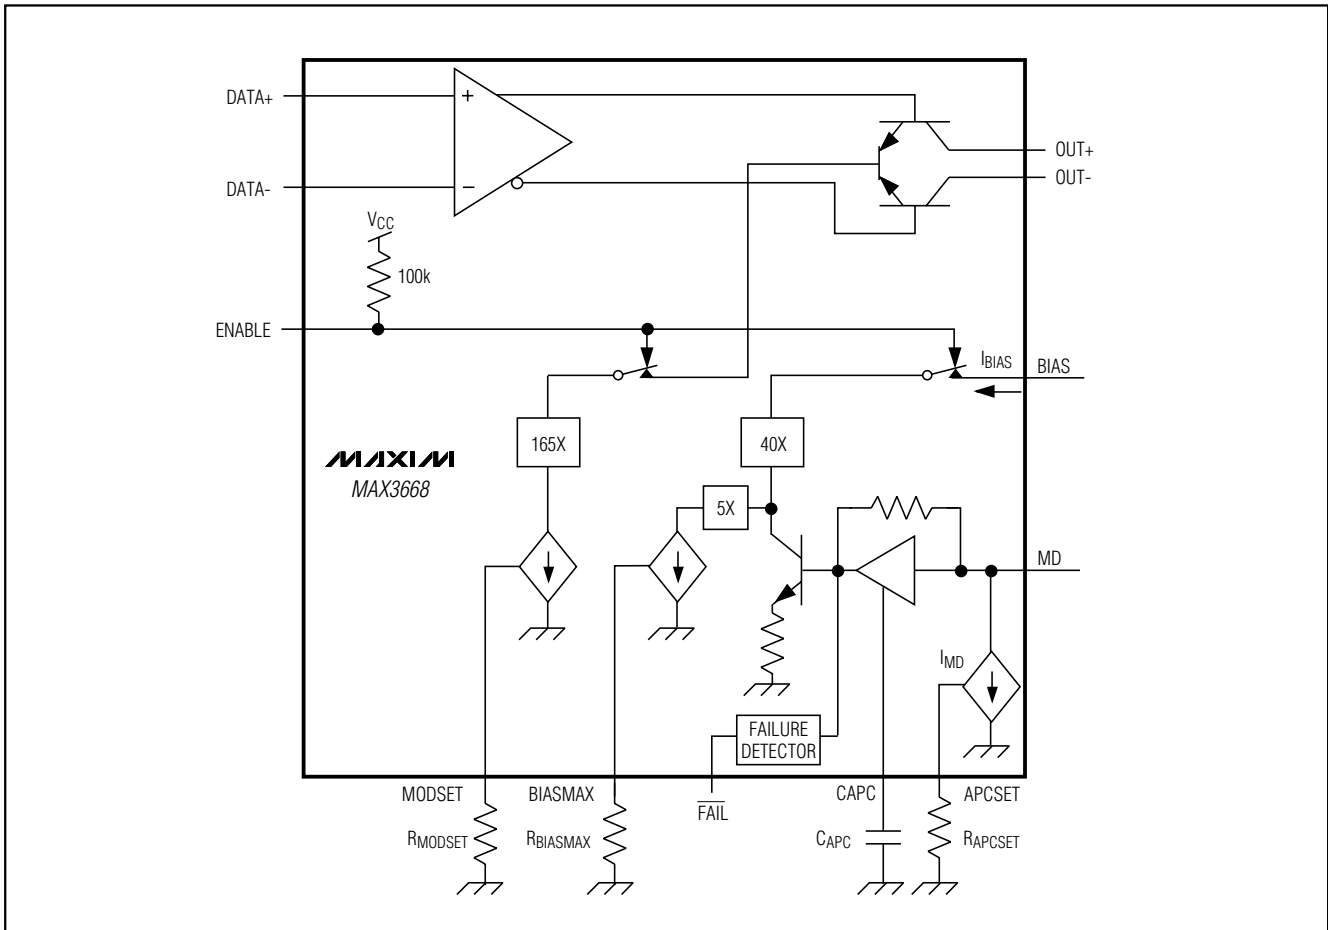 DATA+
OUT+
OUT-
DATA-
VCC
100k
ENABLE
IBIAS
BIAS
165X
40X
MAXIM
MAX3668
5X
MD
IMD
FAILURE
DETECTOR
MODSET
BIASMAX
FAIL
CAPC
APCSET
RMODSET
RBIASMAX
CAPC
RAPCSET
+
-